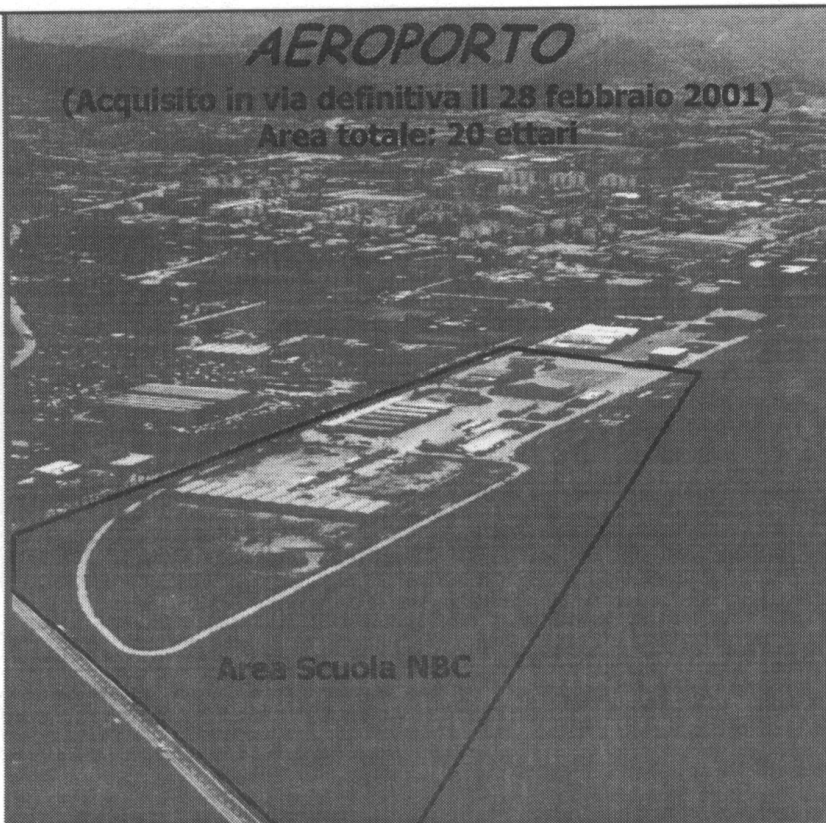 AEROPORTO
(Acquisito in via definitiva il 28 febbraio 2001)
Area totale: 20 ettari
Area Scuola NBC